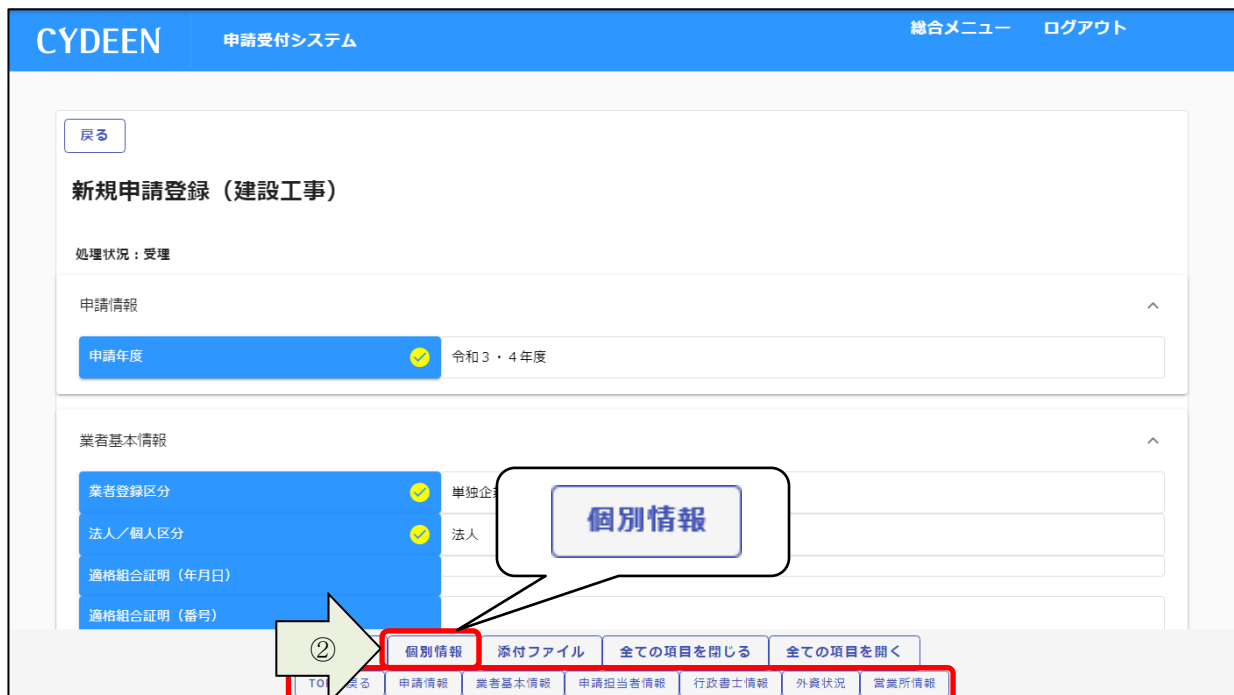 CYDEEN 申請受付システム 総合メニュー ログアウト
戻る
新規申請登録（建設工事）
処理状況：受理
申請情報
申請年度 令和３・４年度
業者基本情報
業者登録区分 単独企
法人／個人区分 法人
個別情報
適格組合証明（年月日）
適格組合証明（番号）
② 個別情報 添付ファイル 全ての項目を閉じる 全ての項目を開く
戻る 申請情報 業者基本情報 申請担当者情報 行政書士情報 外資状況 営業所情報